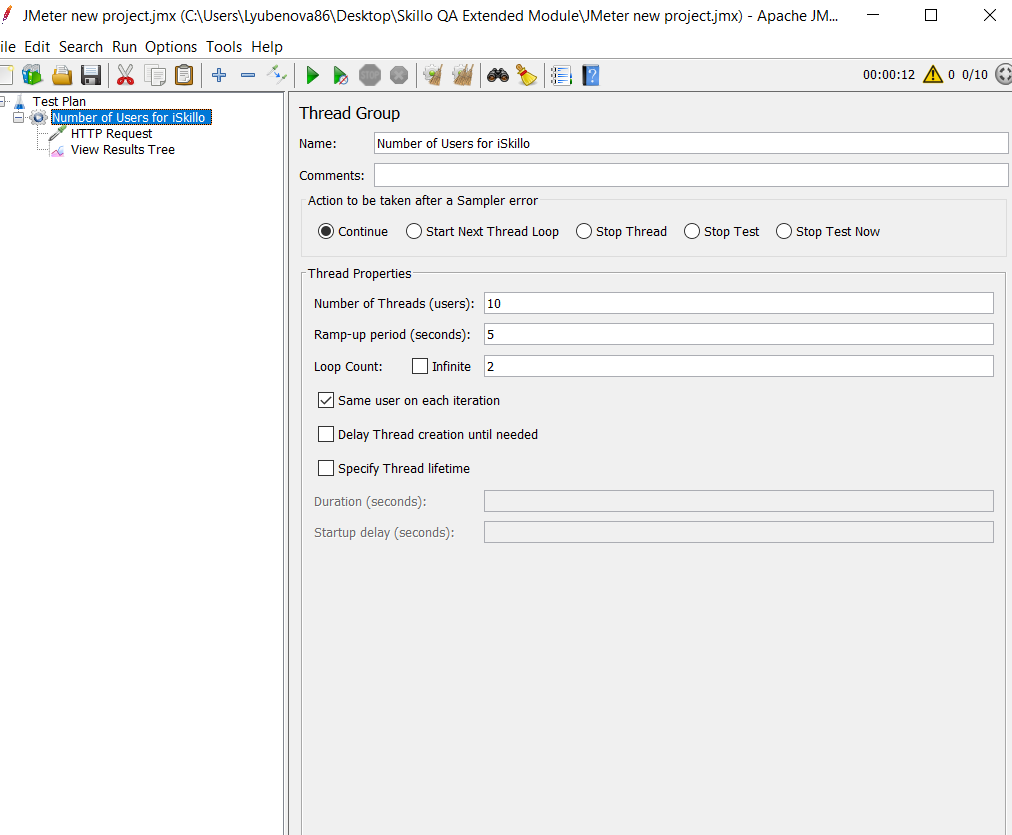 JMeter new project.jmx (C:\Users\Lyubenova86\Desktop\Skillo QA Extended Module\JMeter new project.jmx) - Apache JM...
ile Edit Search Run Options Tools Help
STOP
00:00:12 0 0/10
Test Plan
Number of Users for iSkillo
HTTP Request
View Results Tree
Thread Group
Name: Number of Users for iSkillo
Comments:
Action to be taken after a Sampler error
Continue Start Next Thread Loop Stop Thread Stop Test Stop Test Now
Thread Properties
Number of Threads (users): 10
Ramp-up period (seconds): 5
Loop Count: Infinite 2
Same user on each iteration
Delay Thread creation until needed
Specify Thread lifetime
Duration (seconds):
Startup delay (seconds):